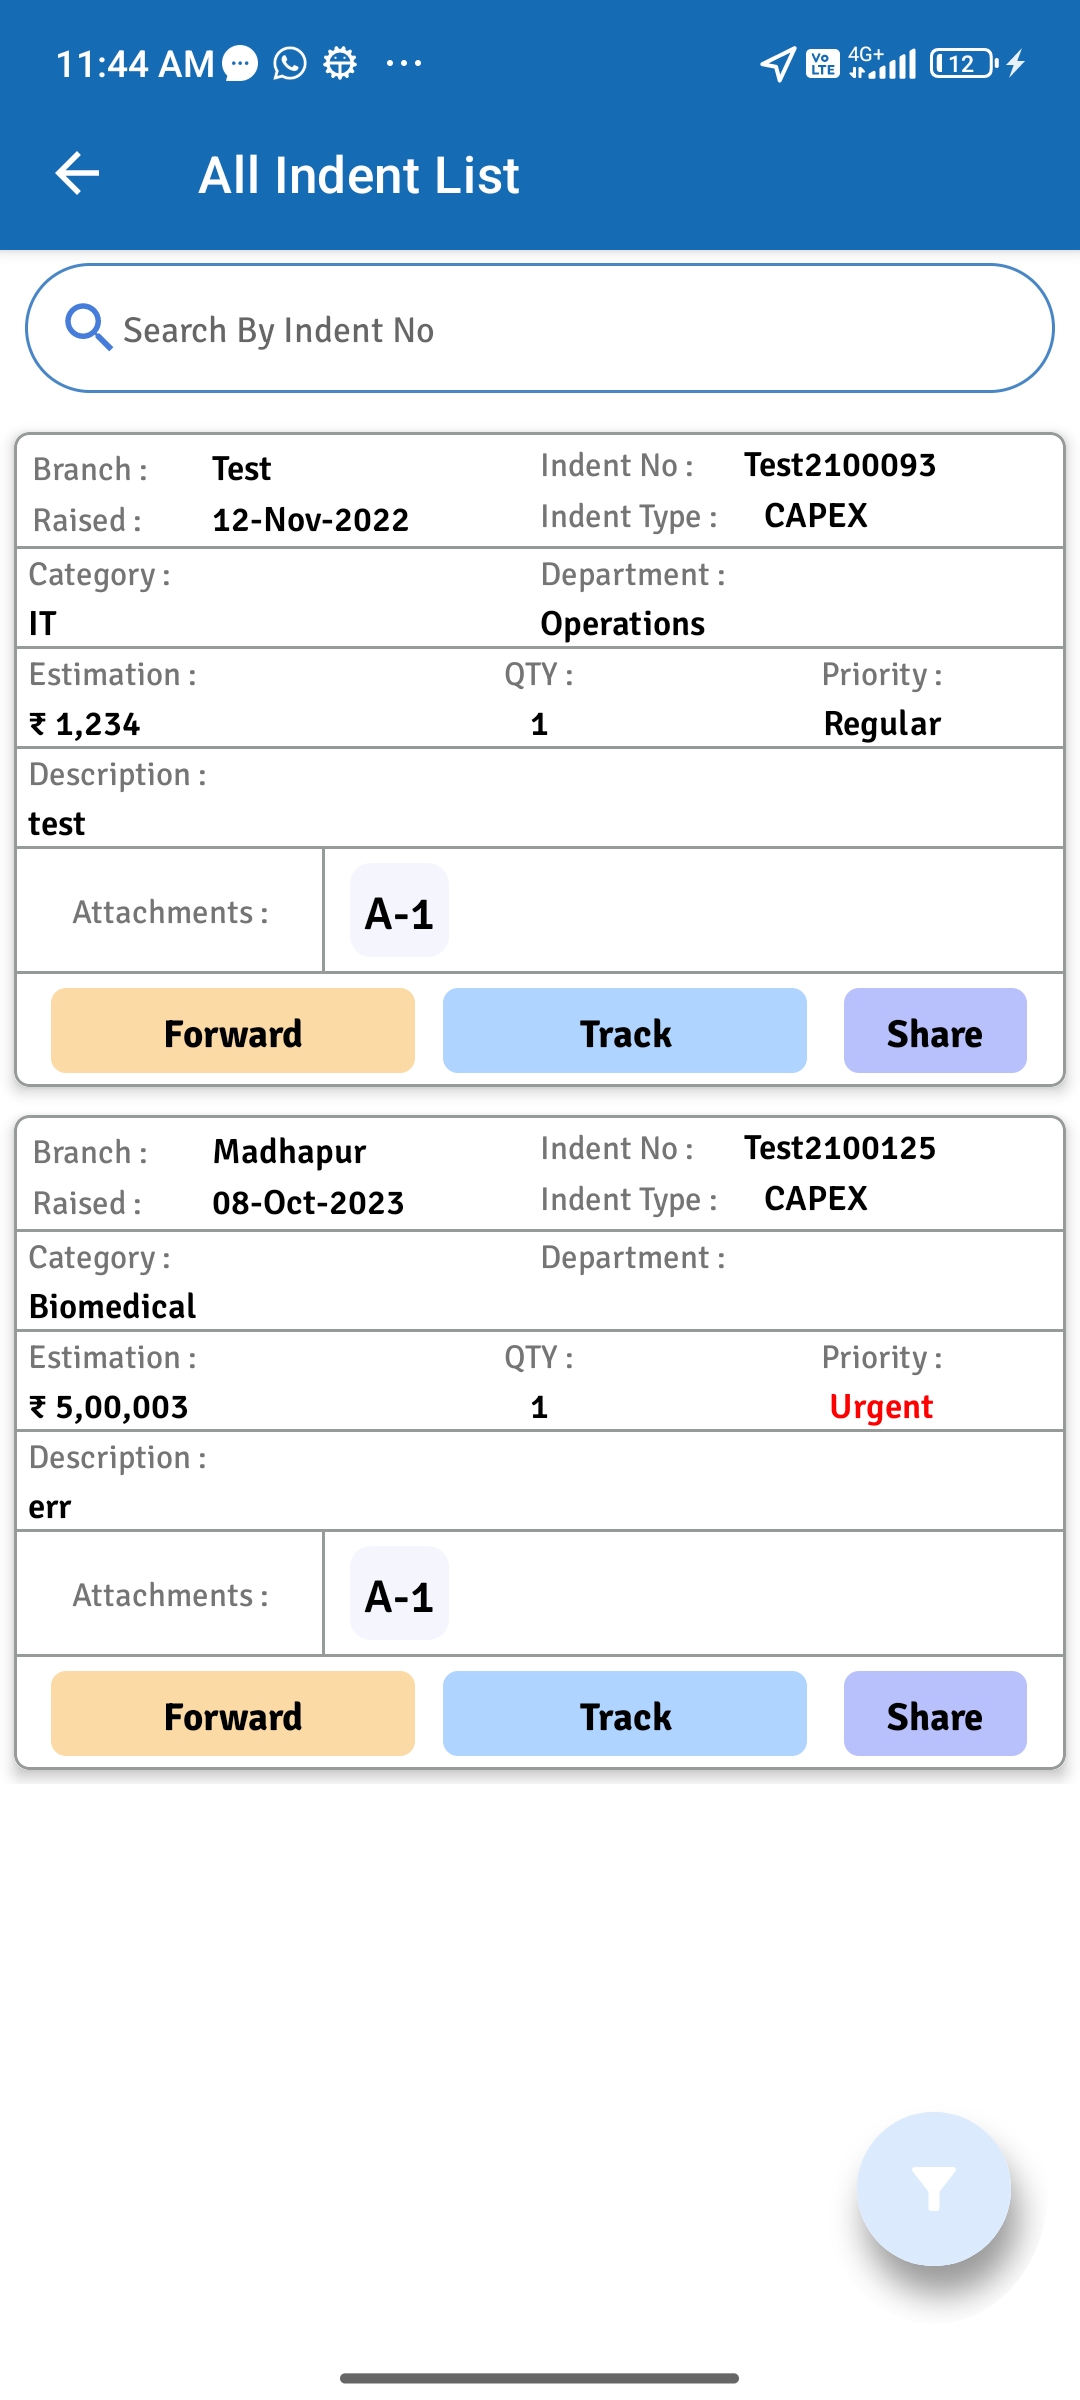 11:44 AM ... Vo LTE 4G+ 12
All Indent List
Search By Indent No
Branch : Test Indent No : Test2100093
Raised : 12-Nov-2022 Indent Type : CAPEX
Category : Department :
IT Operations
Estimation : QTY : Priority :
₹ 1,234 1 Regular
Description :
test
Attachments : A-1
Forward Track Share
Branch : Madhapur Indent No : Test2100125
Raised : 08-Oct-2023 Indent Type : CAPEX
Category : Department :
Biomedical
Estimation : QTY : Priority :
₹ 5,00,003 1 Urgent
Description :
err
Attachments : A-1
Forward Track Share